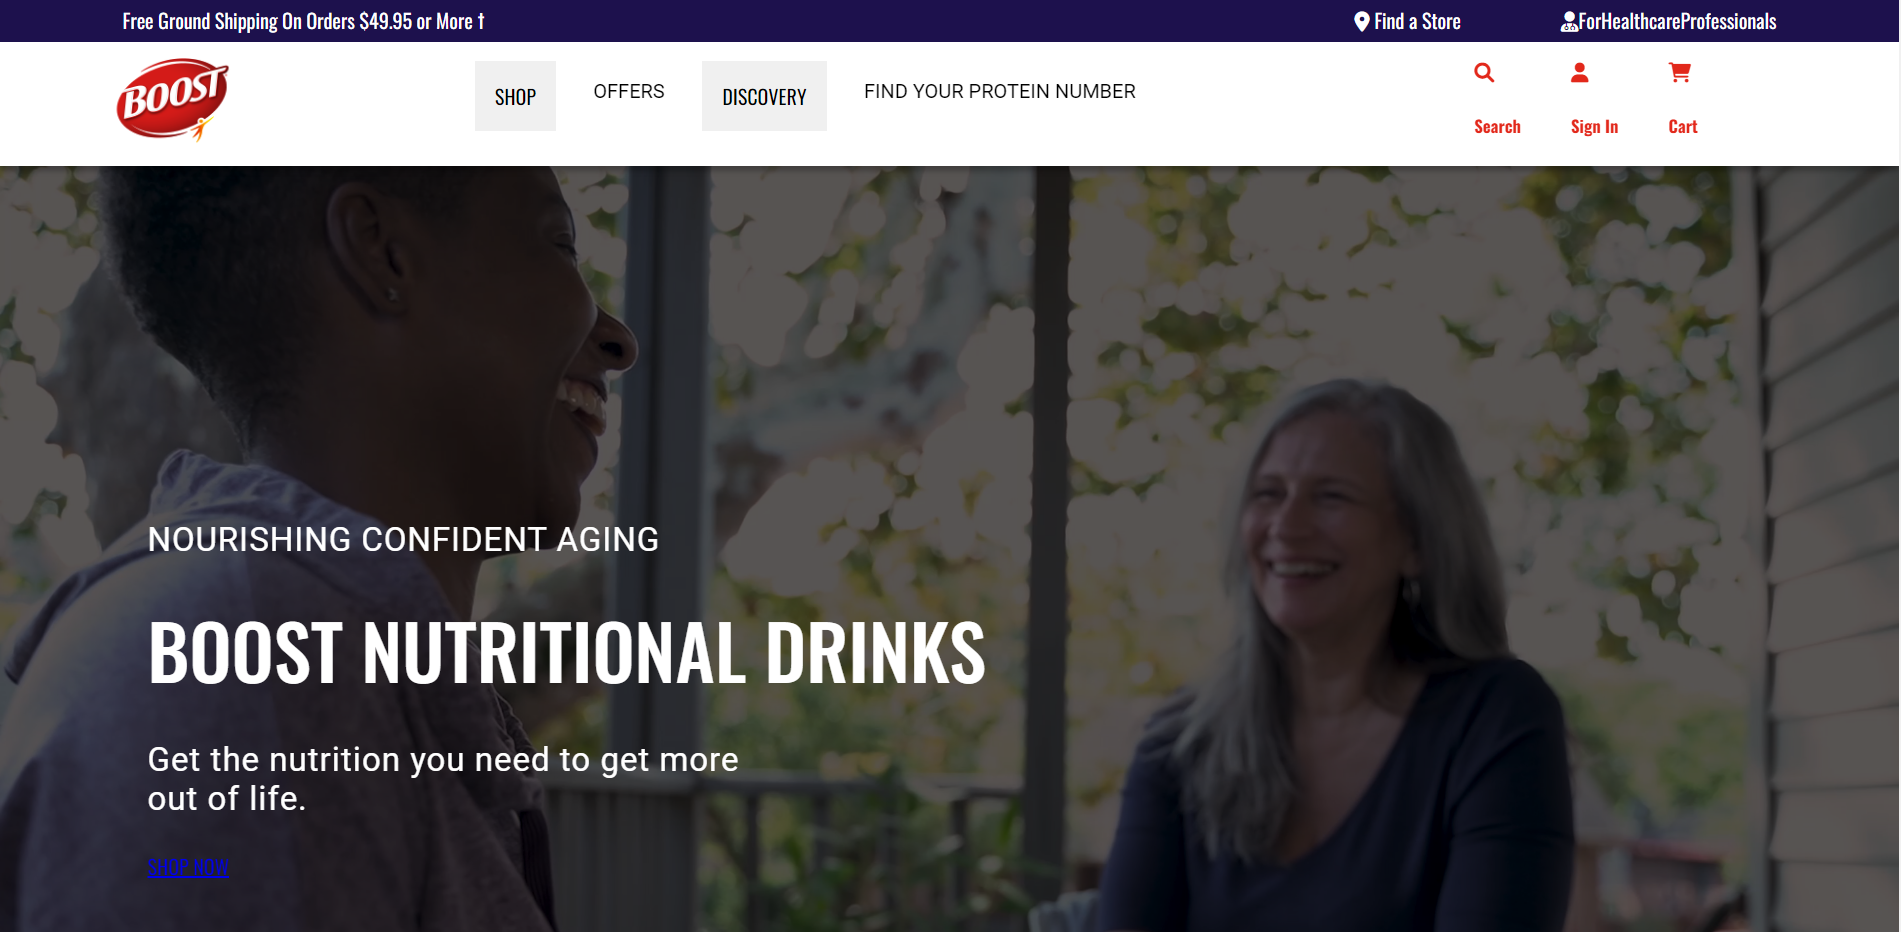 Free Ground Shipping On Orders $49.95 or More †
Find a Store
ForHealthcareProfessionals
BOOST
SHOP
OFFERS
DISCOVERY
FIND YOUR PROTEIN NUMBER
Search
Sign In
Cart
NOURISHING CONFIDENT AGING
BOOST NUTRITIONAL DRINKS
Get the nutrition you need to get more
out of life.
SHOP NOW